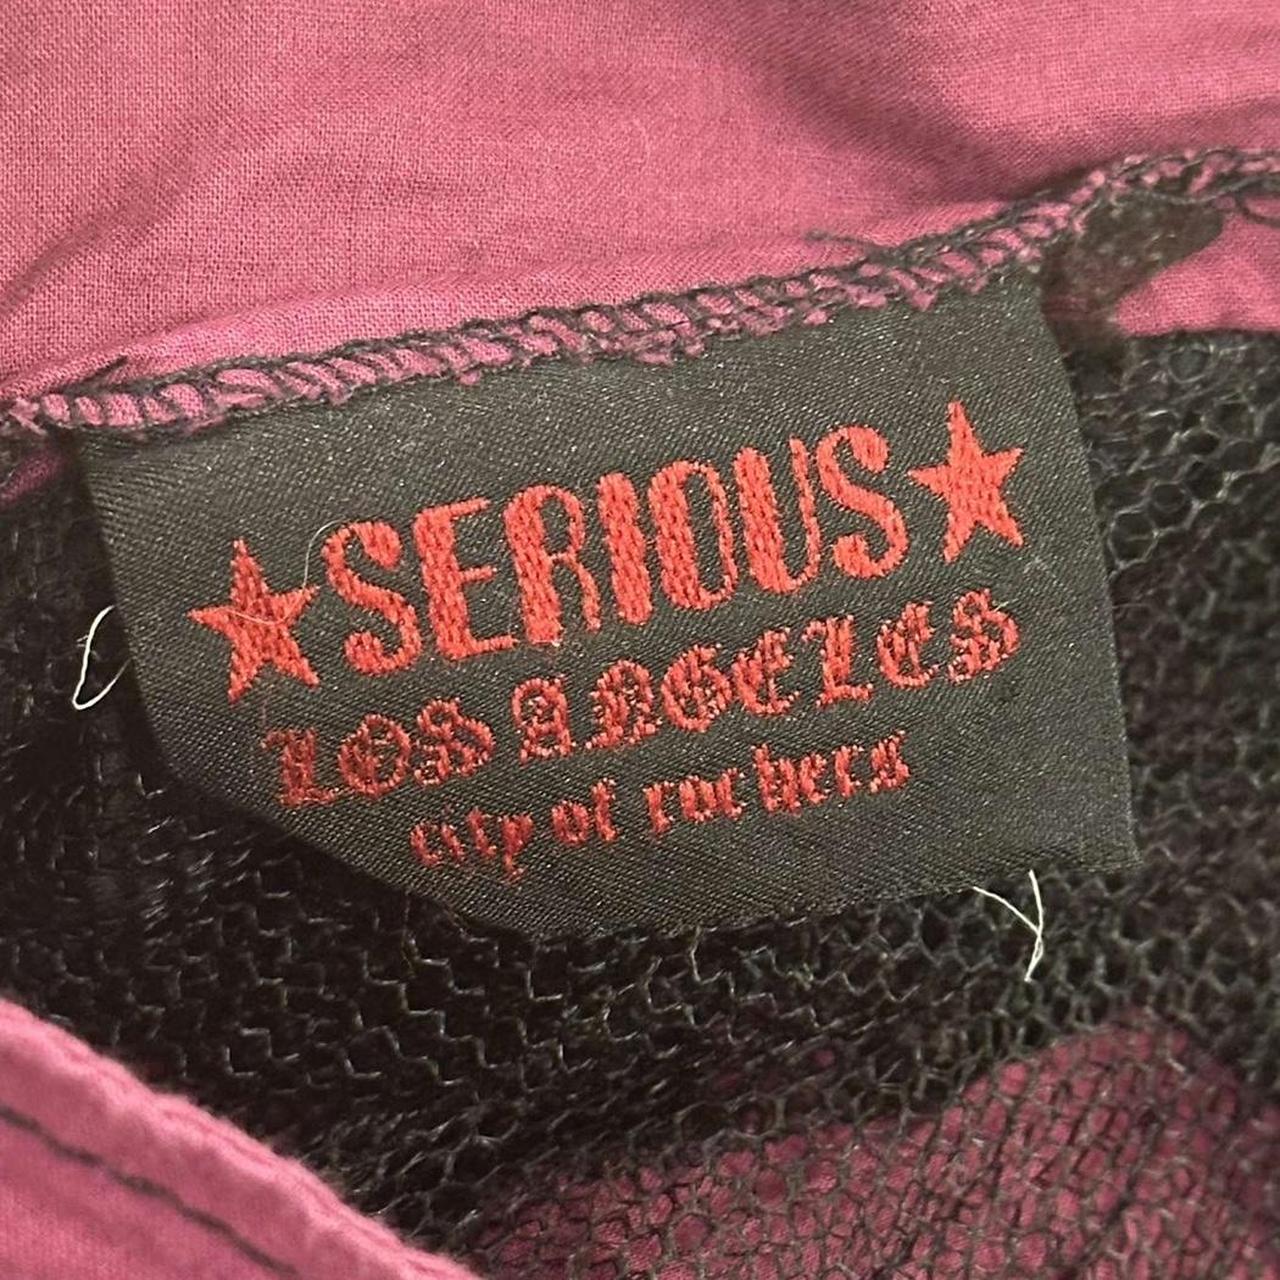 ★SERIOUS★
LOS ANGELES
city of rockers